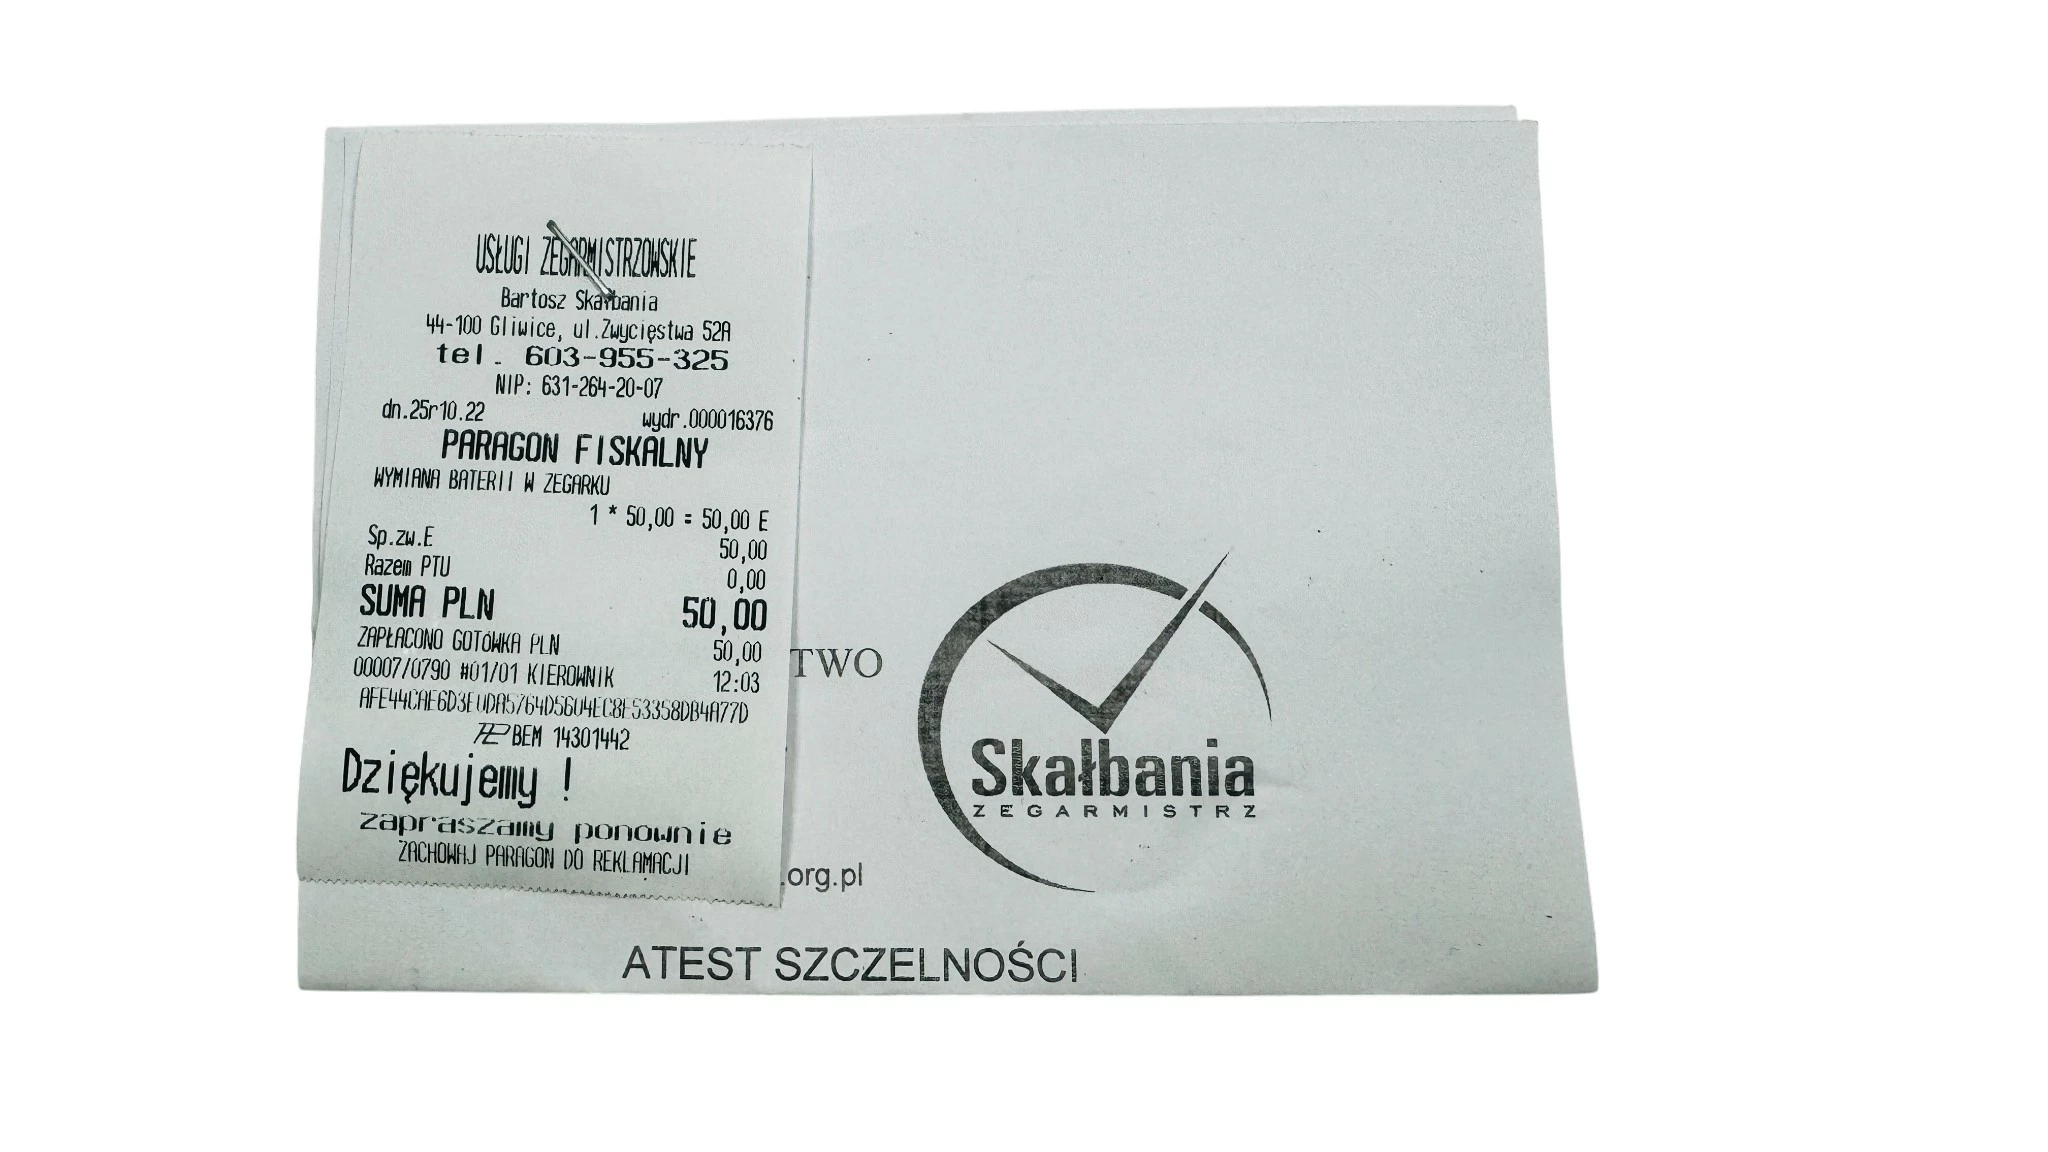 USŁUGI ZEGARMISTRZOWSKIE
Bartosz Skałbania
44-100 Gliwice, ul.Zwycięstwa 52A
tel. 603-955-325
NIP: 631-264-20-07
dn.25r10.22 wydr.000016376
PARAGON FISKALNY
WYMIANA BATERII W ZEGARKU
1 * 50,00 = 50,00 E
Sp.zw.E 50,00
Razem PTU 0,00
SUMA PLN 50,00
ZAPŁACONO GOTÓWKA PLN 50,00
00007/0790 #01/01 KIEROWNIK 12:03
BEM 14301442
Dziękujemy !
zapraszamy ponownie
ZACHOWAJ PARAGON DO REKLAMACJI
TWO
.org.pl
Skałbania
ZEGARMISTRZ
ATEST SZCZELNOŚCI